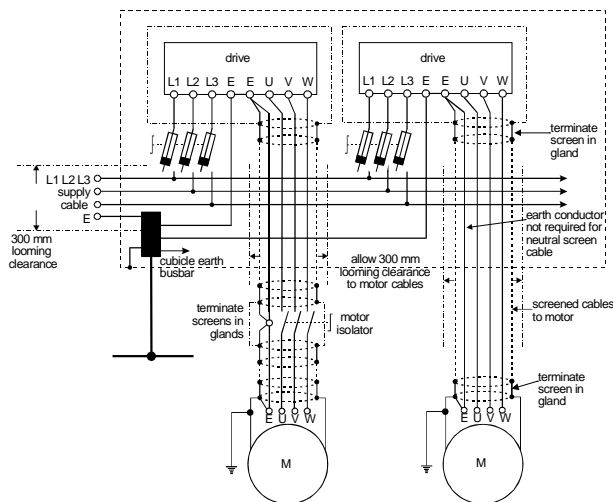 drive
L1 L2 L3 E E U V W
drive
L1 L2 L3 E E U V W
terminate
screen in
gland
L1 L2 L3
supply
cable
E
300 mm
looming
clearance
cubicle earth
busbar
allow 300 mm
looming clearance
to motor cables
earth conductor
not required for
neutral screen
cable
terminate
screens in
glands
motor
isolator
screened cables
to motor
terminate
screen in
gland
E U V W
M
E U V W
M